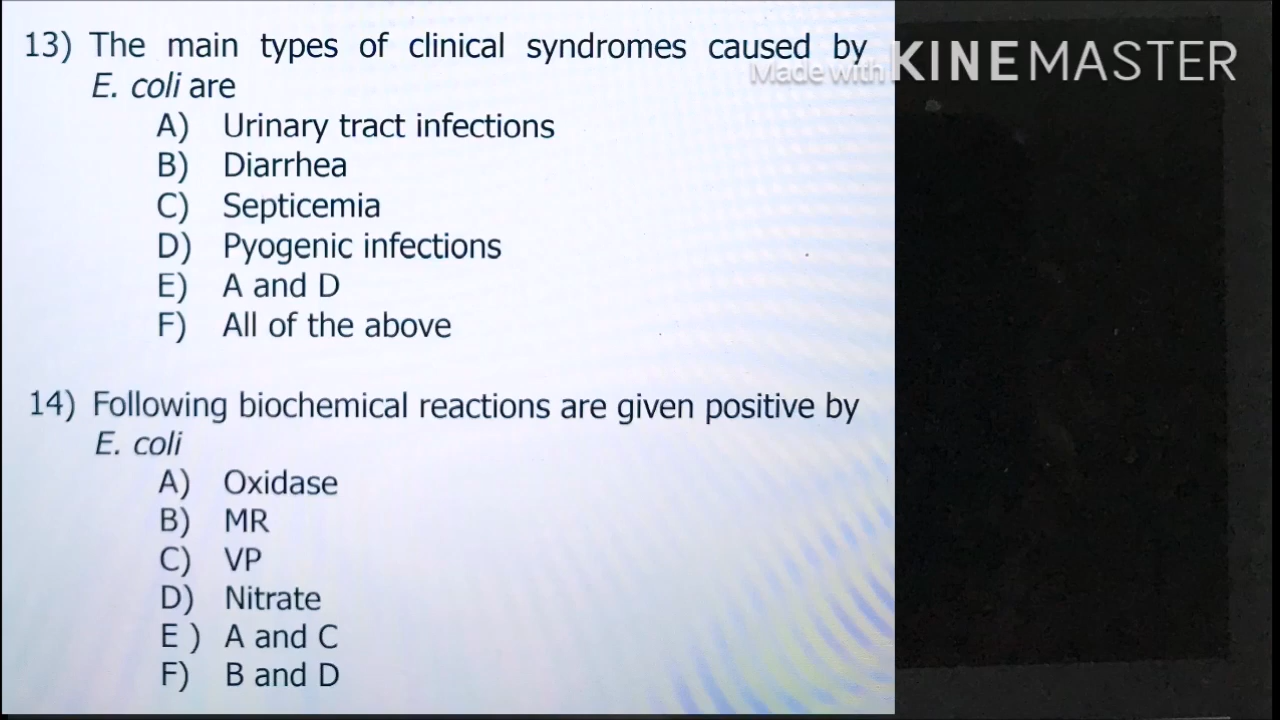 13) The main types of clinical syndromes caused by
E. coli are
A) Urinary tract infections
B) Diarrhea
C) Septicemia
D) Pyogenic infections
E) A and D
F) All of the above
14) Following biochemical reactions are given positive by
E. coli
A) Oxidase
B) MR
C) VP
D) Nitrate
E ) A and C
F) B and D
Made with KINEMASTER